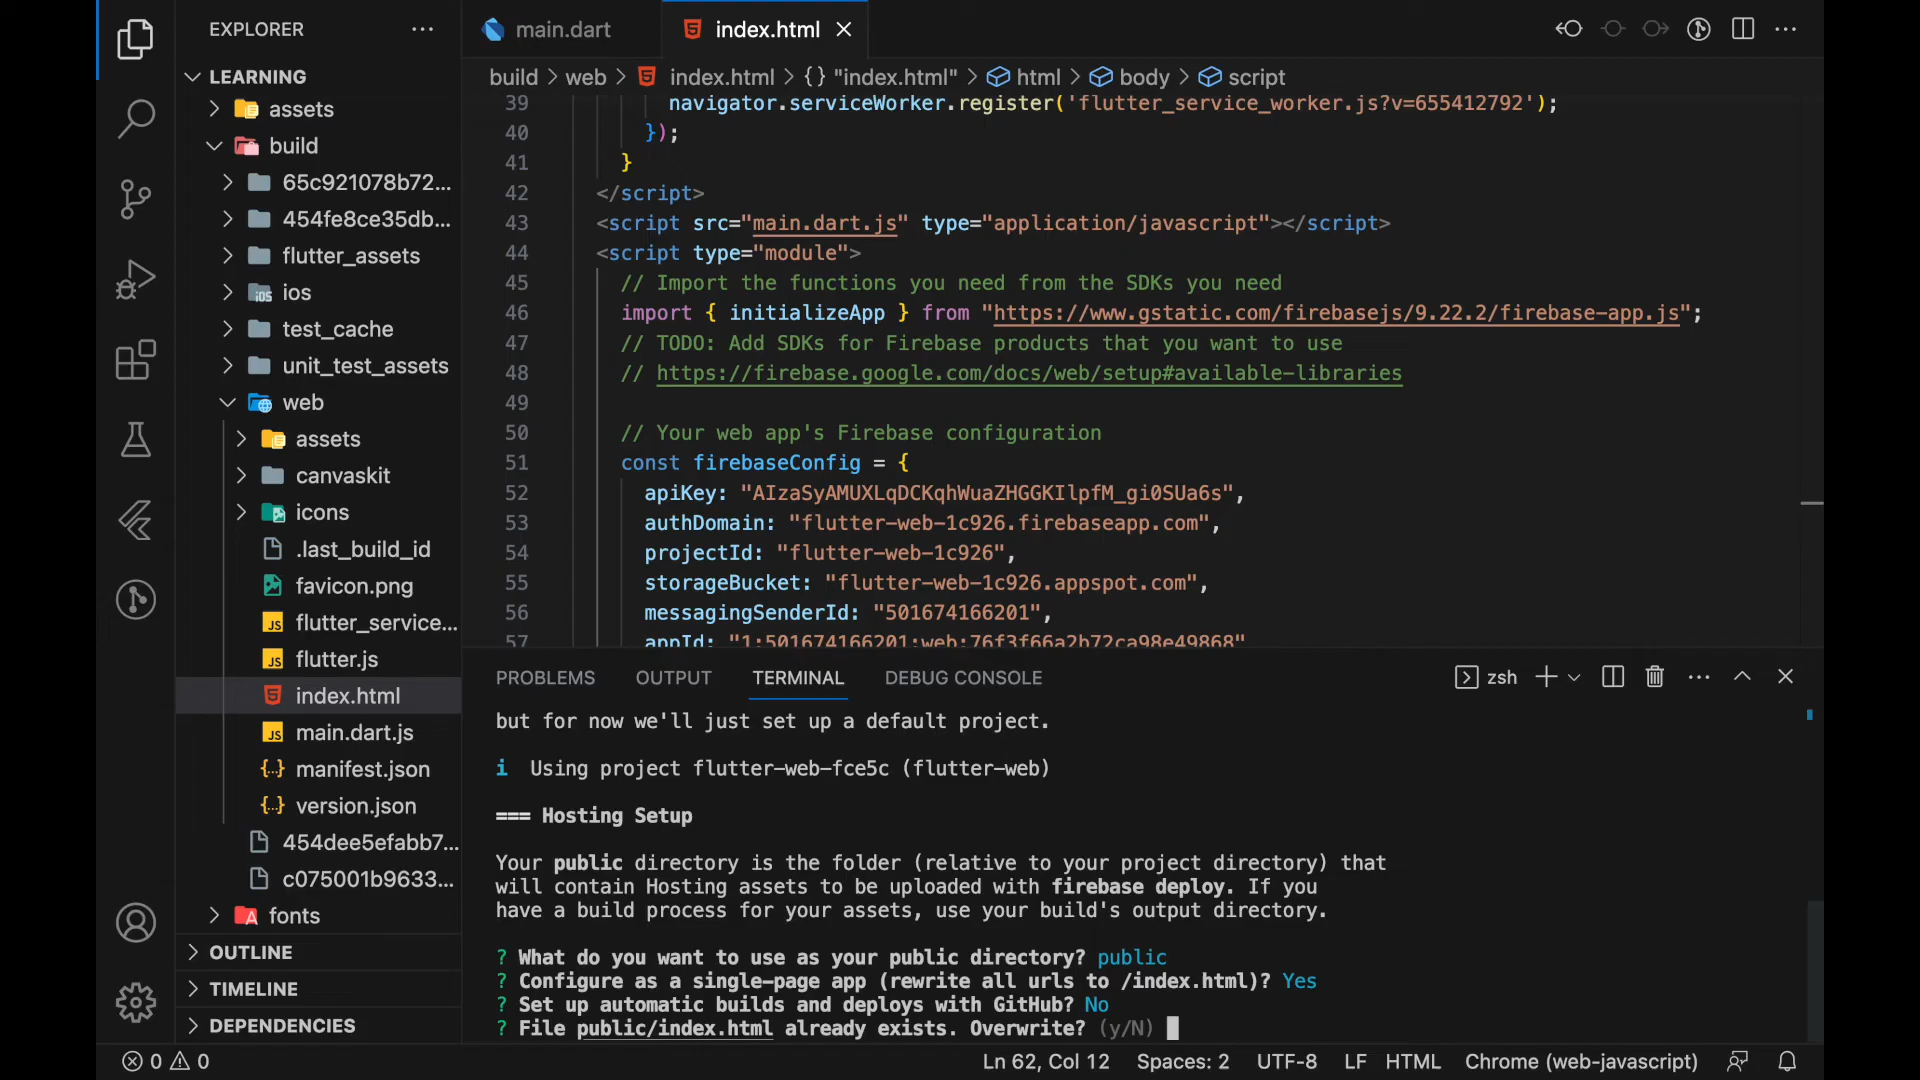 EXPLORER
LEARNING
assets
build
65c921078b72...
454fe8ce35db...
flutter_assets
ios
test_cache
unit_test_assets
web
assets
canvaskit
icons
.last_build_id
favicon.png
flutter_service...
flutter.js
index.html
main.dart.js
manifest.json
version.json
454dee5efabb7...
c075001b9633...
fonts
OUTLINE
TIMELINE
DEPENDENCIES
main.dart
index.html
build > web > index.html > {} "index.html" > html > body > script
39 navigator.serviceWorker.register('flutter_service_worker.js?v=655412792');
40 });
41 }
42 </script>
43 <script src="main.dart.js" type="application/javascript"></script>
44 <script type="module">
45 // Import the functions you need from the SDKs you need
46 import { initializeApp } from "https://www.gstatic.com/firebasejs/9.22.2/firebase-app.js";
47 // TODO: Add SDKs for Firebase products that you want to use
48 // https://firebase.google.com/docs/web/setup#available-libraries
49
50 // Your web app's Firebase configuration
51 const firebaseConfig = {
52 apiKey: "AIzaSyAMUXLqDCKqhWuaZHGGKIlpfM_gi0SUa6s",
53 authDomain: "flutter-web-1c926.firebaseapp.com",
54 projectId: "flutter-web-1c926",
55 storageBucket: "flutter-web-1c926.appspot.com",
56 messagingSenderId: "501674166201",
57 appId: "1:501674166201:web:76f3f66a2b72ca98e49868"
PROBLEMS OUTPUT TERMINAL DEBUG CONSOLE
zsh
but for now we'll just set up a default project.
i Using project flutter-web-fce5c (flutter-web)
=== Hosting Setup
Your public directory is the folder (relative to your project directory) that
will contain Hosting assets to be uploaded with firebase deploy. If you
have a build process for your assets, use your build's output directory.
? What do you want to use as your public directory? public
? Configure as a single-page app (rewrite all urls to /index.html)? Yes
? Set up automatic builds and deploys with GitHub? No
? File public/index.html already exists. Overwrite? (y/N)
0 0
Ln 62, Col 12 Spaces: 2 UTF-8 LF HTML Chrome (web-javascript)